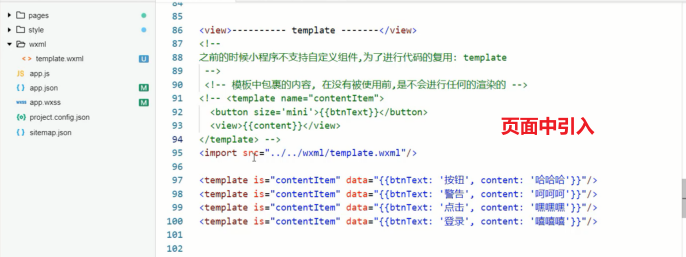 pages
style
wxml
template.wxml U
app.js
app.json M
app.wxss M
project.config.json
sitemap.json
84
85
86 <view>---------- template -------</view>
87 <!--
88 之前的时候小程序不支持自定义组件,为了进行代码的复用: template
89 -->
90 <!-- 模板中包裹的内容, 在没有被使用前,是不会进行任何的渲染的 -->
91 <!-- <template name="contentItem">
92 <button size='mini'>{{btnText}}</button>
93 <view>{{content}}</view>
94 </template> -->
95 <import src="../../wxml/template.wxml"/>
96
97 <template is="contentItem" data="{{btnText: '按钮', content: '哈哈哈'}}"/>
98 <template is="contentItem" data="{{btnText: '警告', content: '呵呵呵'}}"/>
99 <template is="contentItem" data="{{btnText: '点击', content: '嘿嘿嘿'}}"/>
100 <template is="contentItem" data="{{btnText: '登录', content: '嘻嘻嘻'}}"/>
101
102
页面中引入